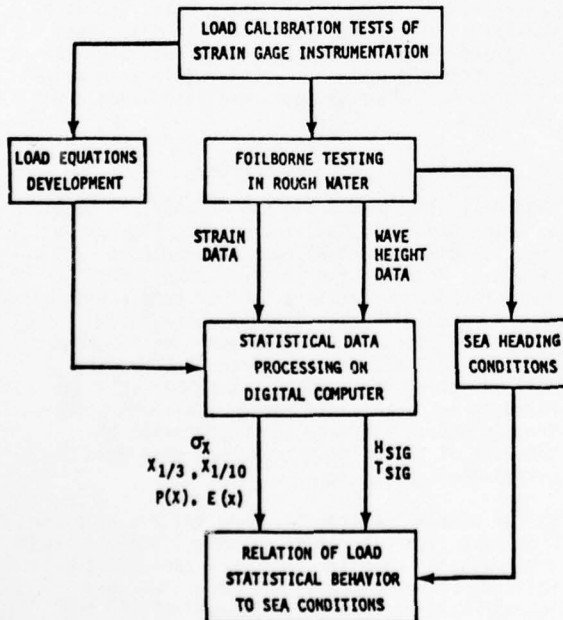 LOAD CALIBRATION TESTS OF
STRAIN GAGE INSTRUMENTATION
LOAD EQUATIONS
DEVELOPMENT
FOILBORNE TESTING
IN ROUGH WATER
STRAIN
DATA
WAVE
HEIGHT
DATA
STATISTICAL DATA
PROCESSING ON
DIGITAL COMPUTER
SEA HEADING
CONDITIONS
σX
X1/3, X1/10
P(X), E(x)
HSIG
TSIG
RELATION OF LOAD
STATISTICAL BEHAVIOR
TO SEA CONDITIONS